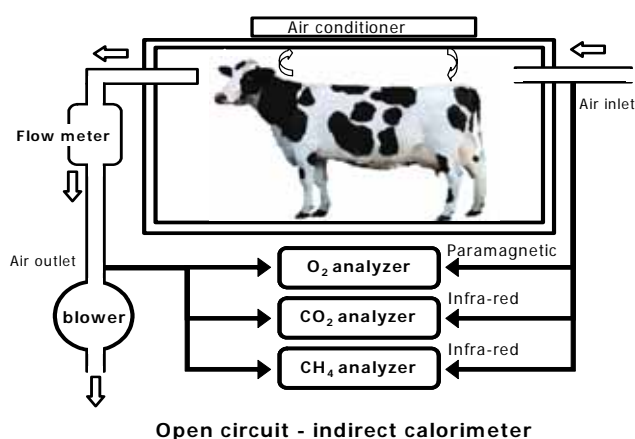 Air conditioner
Air inlet
Flow meter
Air outlet
Paramagnetic
O₂ analyzer
Infra-red
blower
CO₂ analyzer
Infra-red
CH₄ analyzer
Open circuit - indirect calorimeter